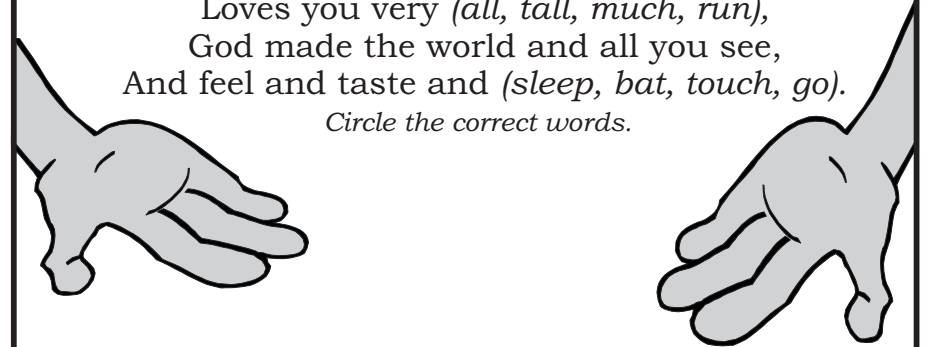 Loves you very (all, tall, much, run),
God made the world and all you see,
And feel and taste and (sleep, bat, touch, go).
Circle the correct words.